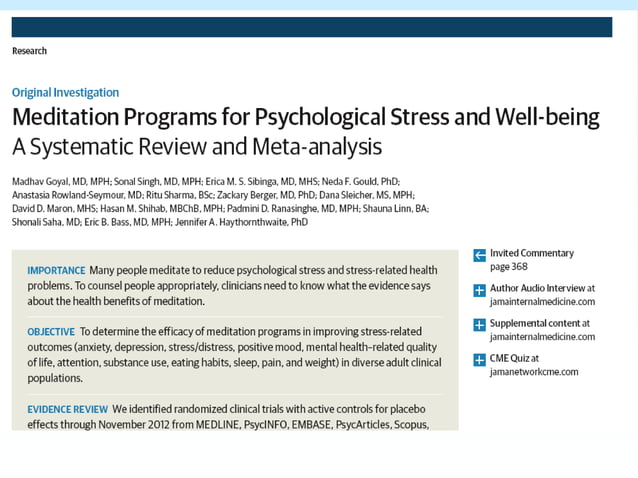 Research
Original Investigation
Meditation Programs for Psychological Stress and Well-being
A Systematic Review and Meta-analysis
Madhav Goyal, MD, MPH; Sonal Singh, MD, MPH; Erica M. S. Sibinga, MD, MHS; Neda F. Gould, PhD;
Anastasia Rowland-Seymour, MD; Ritu Sharma, BSc; Zackary Berger, MD, PhD; Dana Sleicher, MS, MPH;
David D. Maron, MHS; Hasan M. Shihab, MBChB, MPH; Padmini D. Ranasinghe, MD, MPH; Shauna Linn, BA;
Shonali Saha, MD; Eric B. Bass, MD, MPH; Jennifer A. Haythornthwaite, PhD
IMPORTANCE Many people meditate to reduce psychological stress and stress-related health
problems. To counsel people appropriately, clinicians need to know what the evidence says
about the health benefits of meditation.
OBJECTIVE To determine the efficacy of meditation programs in improving stress-related
outcomes (anxiety, depression, stress/distress, positive mood, mental health–related quality
of life, attention, substance use, eating habits, sleep, pain, and weight) in diverse adult clinical
populations.
EVIDENCE REVIEW We identified randomized clinical trials with active controls for placebo
effects through November 2012 from MEDLINE, PsycINFO, EMBASE, PsycArticles, Scopus,
Invited Commentary
page 368
Author Audio Interview at
jamainternalmedicine.com
Supplemental content at
jamainternalmedicine.com
CME Quiz at
jamanetworkcme.com